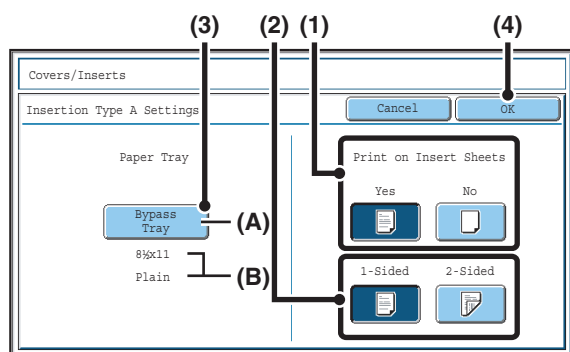 (3) (2) (1) (4)
Covers/Inserts
Insertion Type A Settings Cancel OK
Paper Tray Print on Insert Sheets
Yes No
Bypass
Tray
(A)
8½x11
Plain
(B)
1-Sided 2-Sided